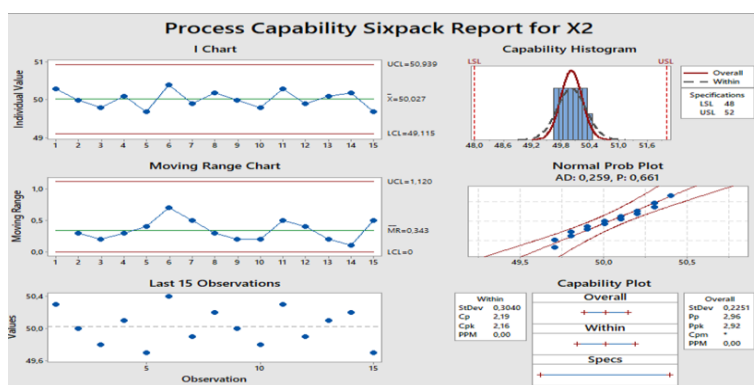 Process Capability Sixpack Report for X2
I Chart
Individual Value
51
50
49
UCL=50,939
X=50,027
LCL=49,115
1 2 3 4 5 6 7 8 9 10 11 12 13 14 15
Capability Histogram
LSL
USL
Overall
Within
Specifications
LSL 48
USL 52
48,0 48,6 49,2 49,8 50,4 51,0 51,6
Moving Range Chart
Moving Range
1,0
0,5
0,0
UCL=1,120
MR=0,343
LCL=0
1 2 3 4 5 6 7 8 9 10 11 12 13 14 15
Normal Prob Plot
AD: 0,259, P: 0,661
49,5 50,0 50,5
Last 15 Observations
Values
50,4
50,0
49,6
5 10 15
Observation
Capability Plot
Within
StDev 0,3040
Cp 2,19
Cpk 2,16
PPM 0,00
Overall
Within
Specs
Overall
StDev 0,2251
Pp 2,96
Ppk 2,92
Cpm *
PPM 0,00